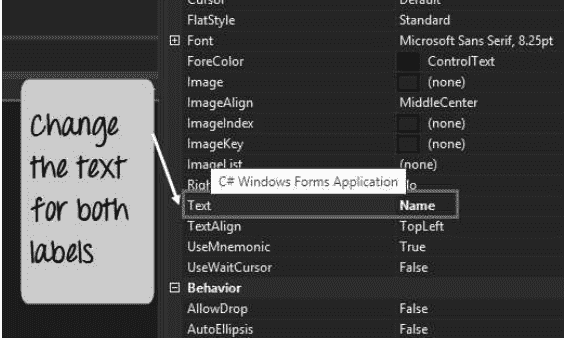 Cursor Default
FlatStyle Standard
Font Microsoft Sans Serif, 8.25pt
ForeColor ControlText
Image (none)
ImageAlign MiddleCenter
ImageIndex (none)
ImageKey (none)
ImageList (none)
C# Windows Forms Application
Text Name
TextAlign TopLeft
UseMnemonic True
UseWaitCursor False
Behavior
AllowDrop False
AutoEllipsis False
Change
the text
for both
labels